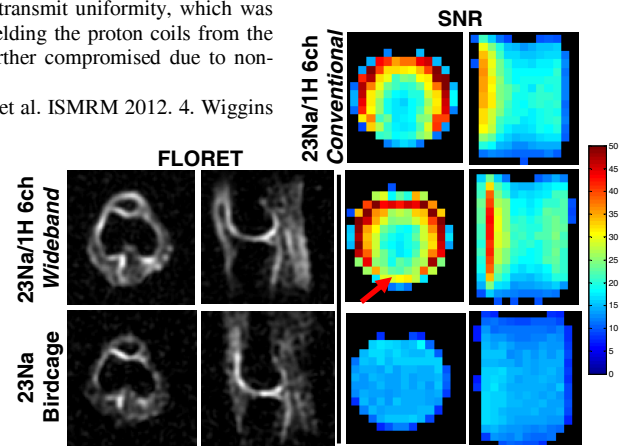 transmit uniformity, which was
elding the proton coils from the
rther compromised due to non-
et al. ISMRM 2012. 4. Wiggins
SNR
23Na/1H 6ch
Conventional
FLORET
23Na/1H 6ch
Wideband
23Na
Birdcage
50
45
40
35
30
25
20
15
10
5
0